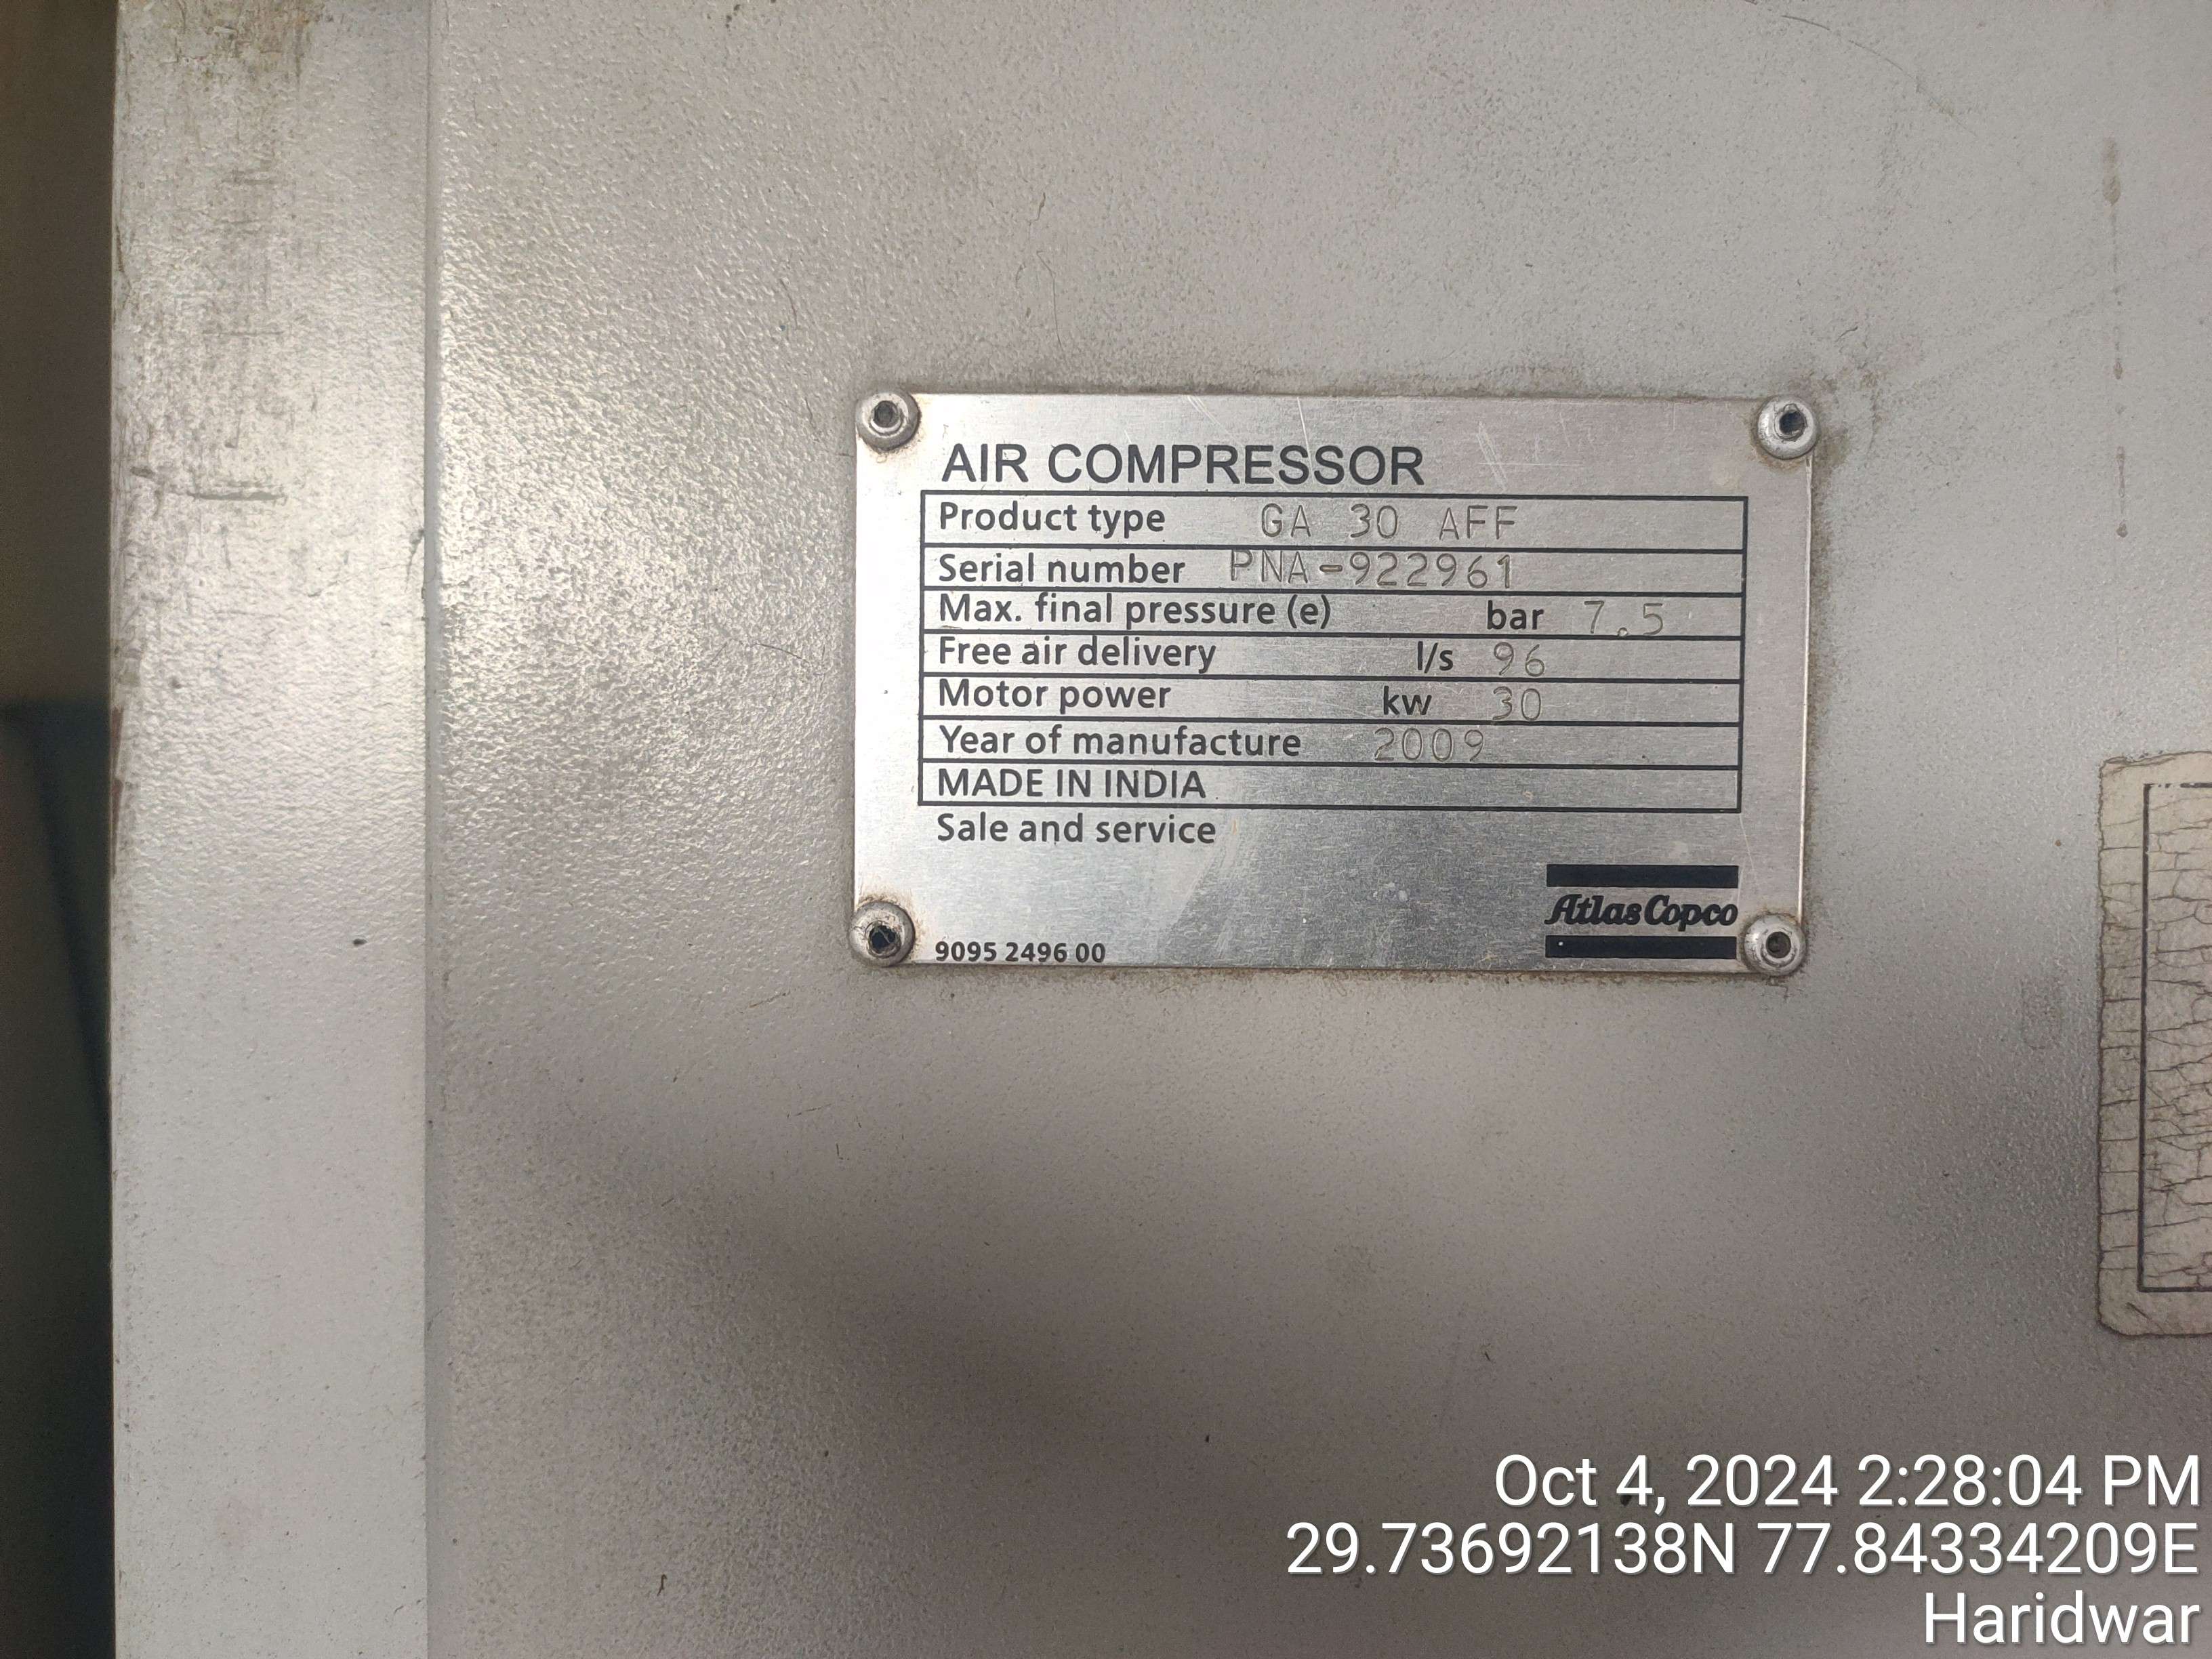 AIR COMPRESSOR
Product type GA 30 AFF
Serial number PNA-922961
Max. final pressure (e) bar 7.5
Free air delivery l/s 96
Motor power kw 30
Year of manufacture 2009
MADE IN INDIA
Sale and service
Atlas Copco
9095 2496 00
Oct 4, 2024 2:28:04 PM
29.73692138N 77.84334209E
Haridwar